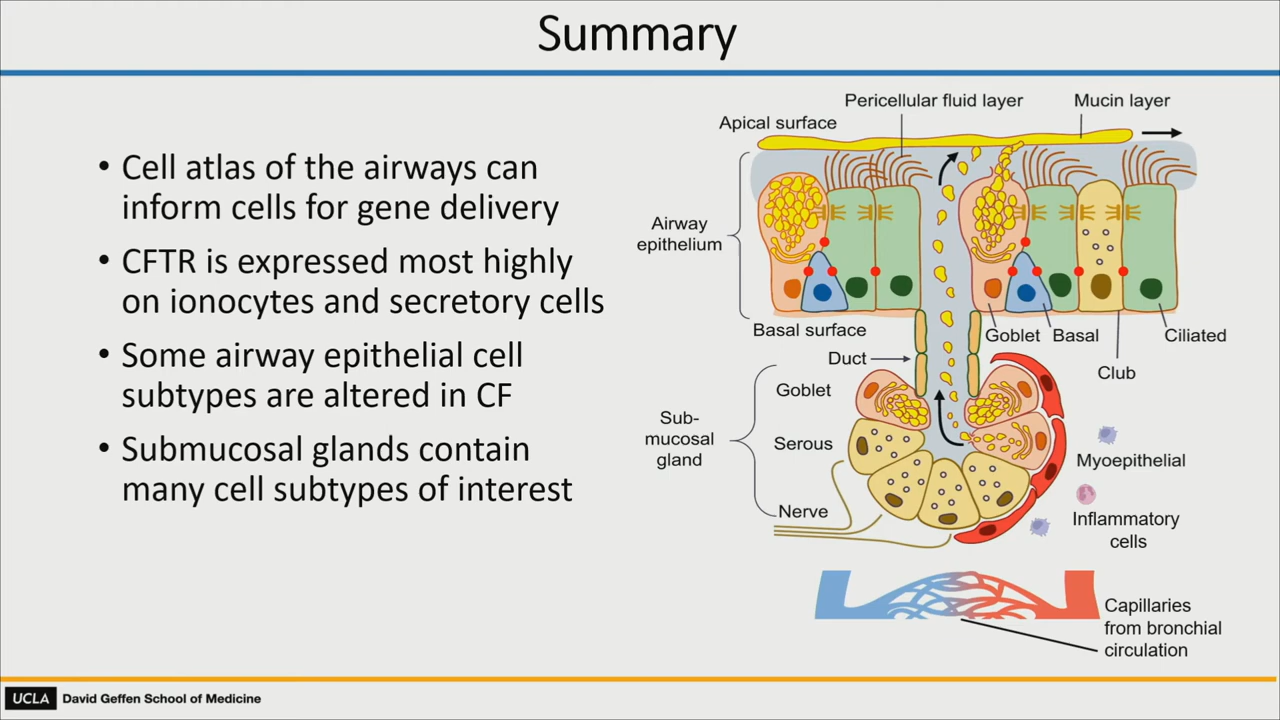 Summary
• Cell atlas of the airways can
inform cells for gene delivery
• CFTR is expressed most highly
on ionocytes and secretory cells
• Some airway epithelial cell
subtypes are altered in CF
• Submucosal glands contain
many cell subtypes of interest
Pericellular fluid layer
Mucin layer
Apical surface
Airway
epithelium
Basal surface
Goblet
Basal
Ciliated
Club
Duct
Goblet
Sub-
mucosal
gland
Serous
Nerve
Myoepithelial
Inflammatory
cells
Capillaries
from bronchial
circulation
UCLA David Geffen School of Medicine